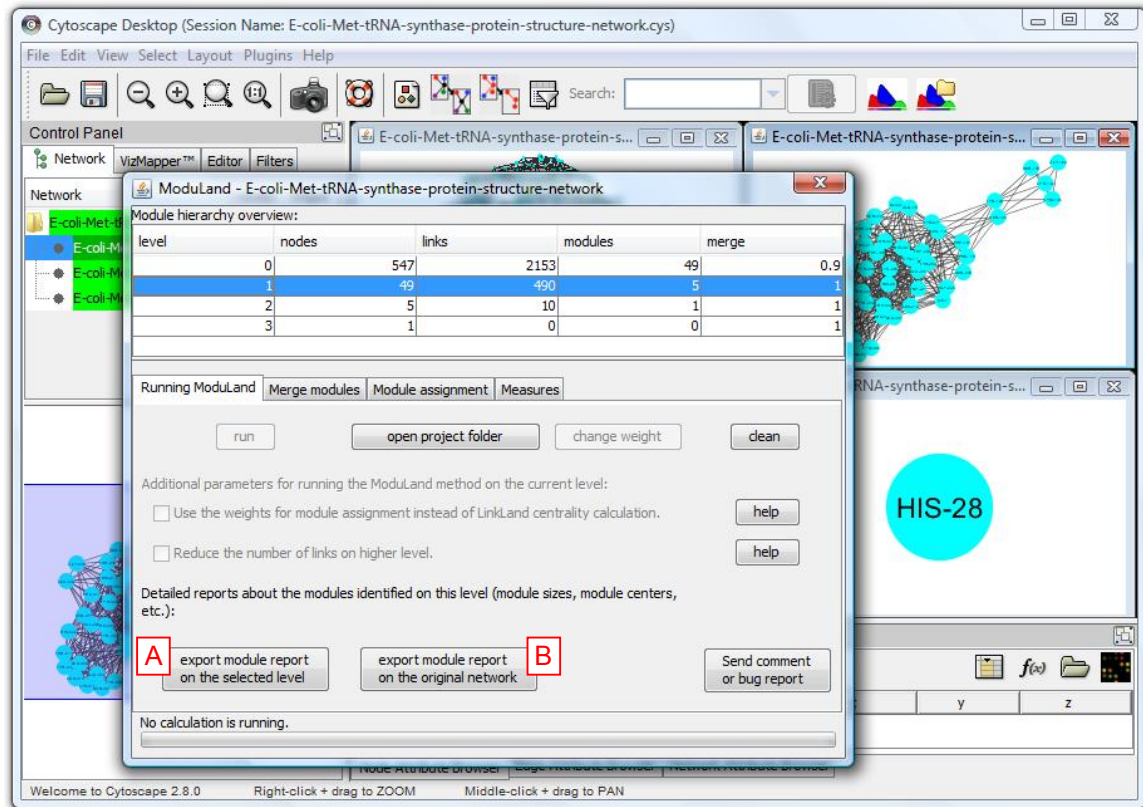 Cytoscape Desktop (Session Name: E-coli-Met-tRNA-synthase-protein-structure-network.cys)
File Edit View Select Layout Plugins Help
Search:
Control Panel
Network VizMapper™ Editor Filters
Network
E-coli-Met-tRNA-synthase-protein-s...
E-coli-Met-tRNA-synthase-protein-s...
ModuLand - E-coli-Met-tRNA-synthase-protein-structure-network
Module hierarchy overview:
level nodes links modules merge
0 547 2153 49 0.9
1 49 490 5 1
2 5 10 1 1
3 1 0 0 1
Running ModuLand Merge modules Module assignment Measures
run open project folder change weight clean
Additional parameters for running the ModuLand method on the current level:
Use the weights for module assignment instead of LinkLand centrality calculation. help
Reduce the number of links on higher level. help
Detailed reports about the modules identified on this level (module sizes, module centers,
etc.):
A export module report
on the selected level
export module report B
on the original network
Send comment
or bug report
No calculation is running.
RNA-synthase-protein-s...
HIS-28
f(x)
y z
Node Attribute Browser Edge Attribute Browser Network Attribute Browser
Welcome to Cytoscape 2.8.0 Right-click + drag to ZOOM Middle-click + drag to PAN